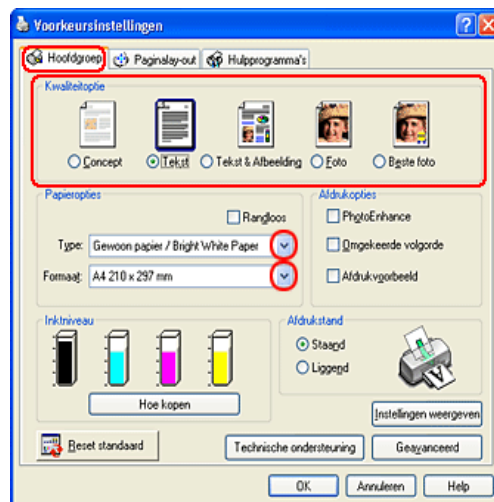 Voorkeursinstellingen
Hoofdgroep Paginalay-out Hulpprogramma's
Kwaliteitoptie
Concept Tekst Tekst & Afbeelding Foto Beste foto
Papieropties
Randloos
Type: Gewoon papier / Bright White Paper
Formaat: A4 210 x 297 mm
Afdrukopties
PhotoEnhance
Omgekeerde volgorde
Afdrukvoorbeeld
Inktniveau
Hoe kopen
Afdrukstand
Staand
Liggend
Instellingen weergeven
Reset standaard Technische ondersteuning Geavanceerd
OK Annuleren Help